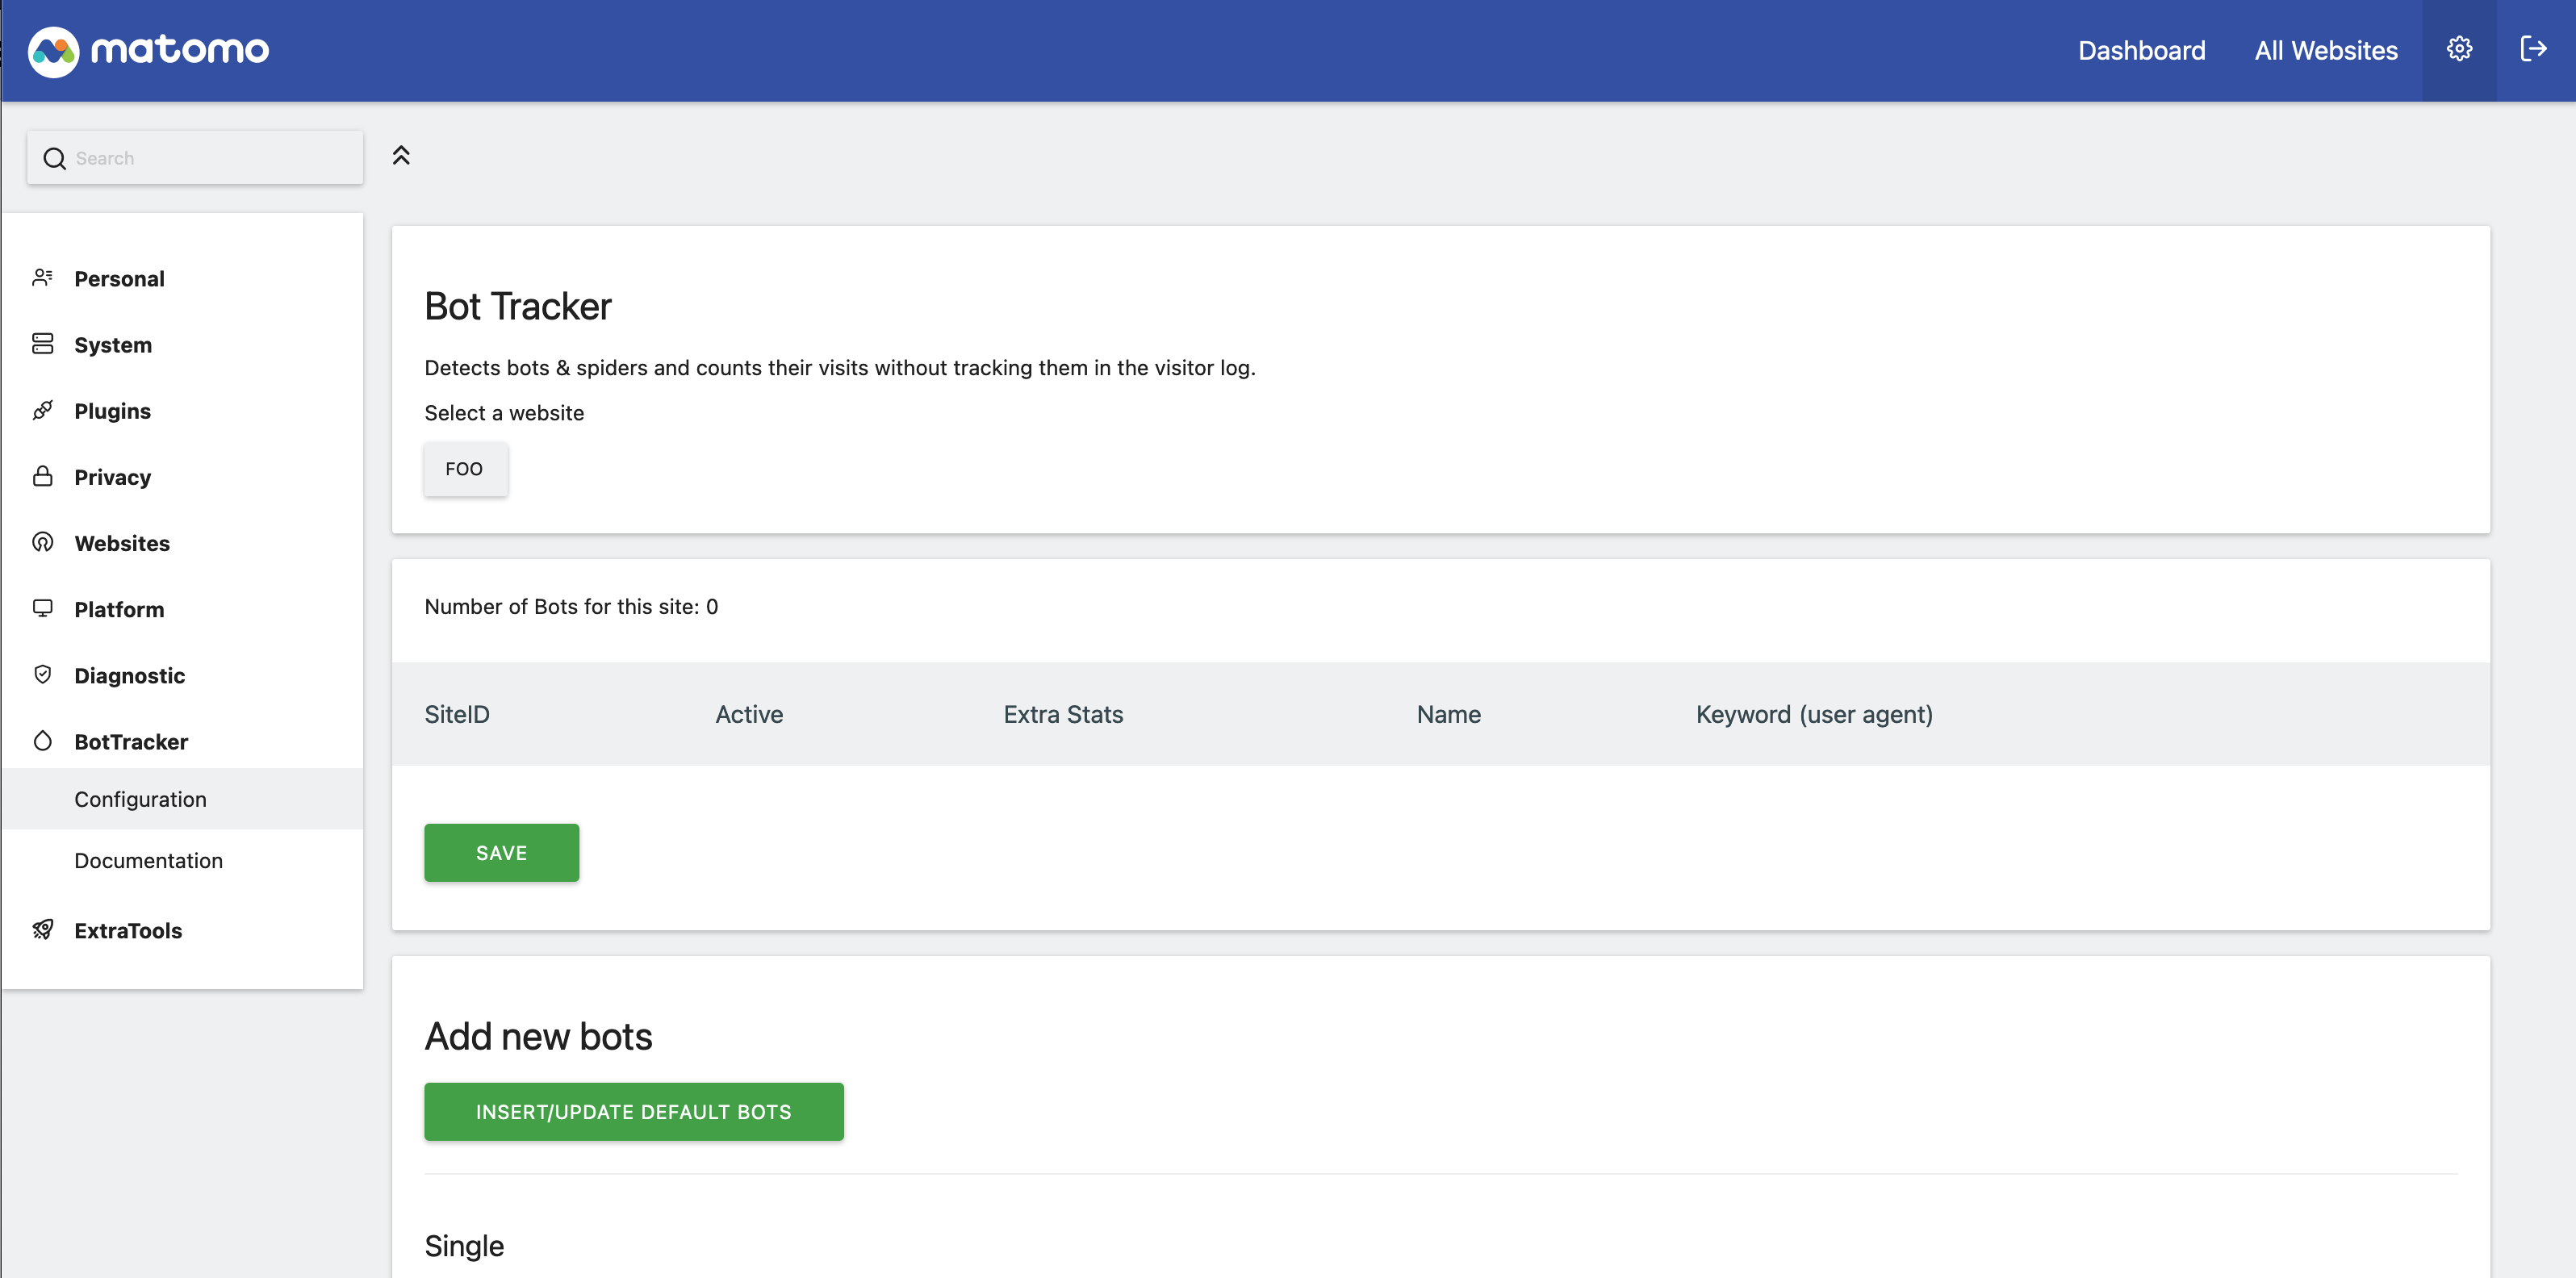 matomo
Dashboard
All Websites
Search
Personal
System
Plugins
Privacy
Websites
Platform
Diagnostic
BotTracker
Configuration
Documentation
ExtraTools
Bot Tracker
Detects bots & spiders and counts their visits without tracking them in the visitor log.
Select a website
FOO
Number of Bots for this site: 0
SiteID Active Extra Stats Name Keyword (user agent)
SAVE
Add new bots
INSERT/UPDATE DEFAULT BOTS
Single